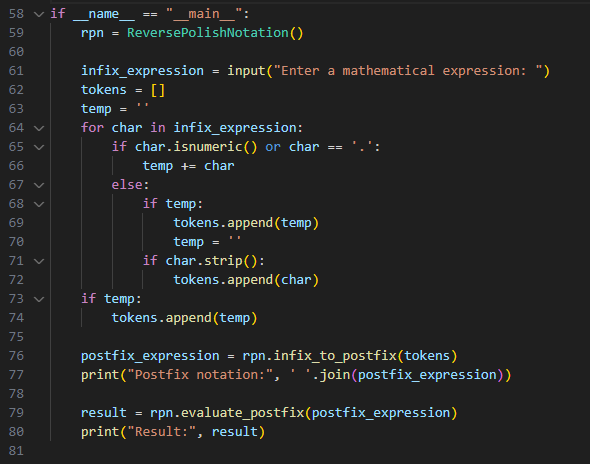 58 if __name__ == "__main__":
59     rpn = ReversePolishNotation()
60
61     infix_expression = input("Enter a mathematical expression: ")
62     tokens = []
63     temp = ''
64     for char in infix_expression:
65         if char.isnumeric() or char == '.':
66             temp += char
67         else:
68             if temp:
69                 tokens.append(temp)
70                 temp = ''
71             if char.strip():
72                 tokens.append(char)
73     if temp:
74         tokens.append(temp)
75
76     postfix_expression = rpn.infix_to_postfix(tokens)
77     print("Postfix notation:", ' '.join(postfix_expression))
78
79     result = rpn.evaluate_postfix(postfix_expression)
80     print("Result:", result)
81